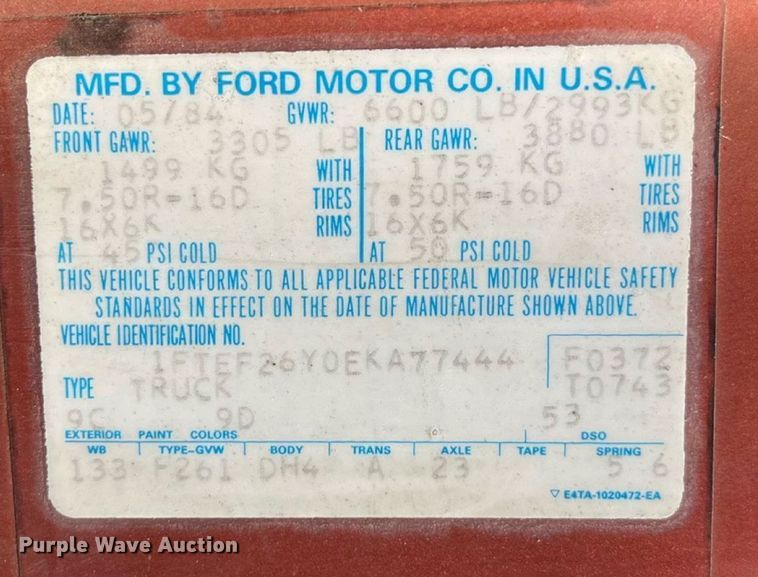 MFD. BY FORD MOTOR CO. IN U.S.A.
DATE: 05/84 GVWR: 6600 LB/2993KG
FRONT GAWR: 3305 LB REAR GAWR: 3880 LB
1499 KG WITH 1759 KG WITH
7.50R-16D TIRES 7.50R-16D TIRES
16X6K RIMS 16X6K RIMS
AT 45 PSI COLD AT 50 PSI COLD
THIS VEHICLE CONFORMS TO ALL APPLICABLE FEDERAL MOTOR VEHICLE SAFETY
STANDARDS IN EFFECT ON THE DATE OF MANUFACTURE SHOWN ABOVE.
VEHICLE IDENTIFICATION NO.
1FTEF26Y0EKA77444 F0372
TYPE TRUCK T0743
9C 9D 53
EXTERIOR PAINT COLORS DSO
WB TYPE-GVW BODY TRANS AXLE TAPE SPRING
133 F261 DH4 A 23 5 6
E4TA-1020472-EA
Purple Wave Auction